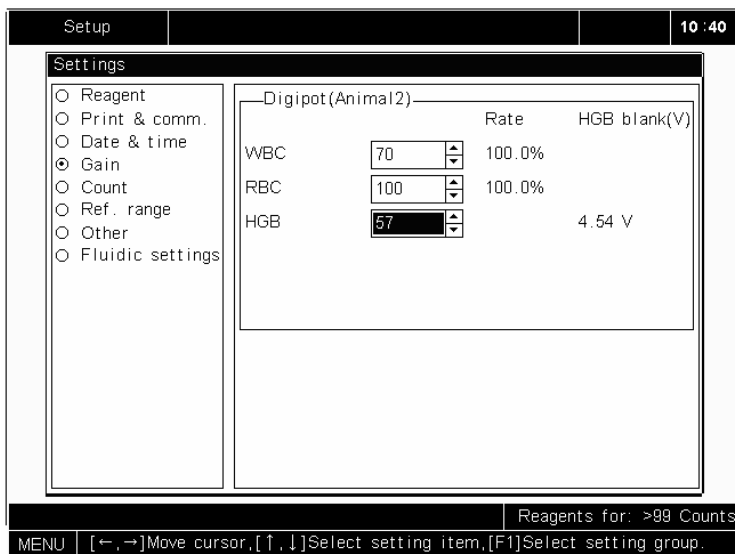 Setup 10:40
Settings
Reagent
Print & comm.
Date & time
Gain
Count
Ref. range
Other
Fluidic settings
Digipot(Animal2)
Rate HGB blank(V)
WBC 70 100.0%
RBC 100 100.0%
HGB 57 4.54 V
Reagents for: >99 Counts
MENU [←,→]Move cursor,[↑,↓]Select setting item,[F1]Select setting group.